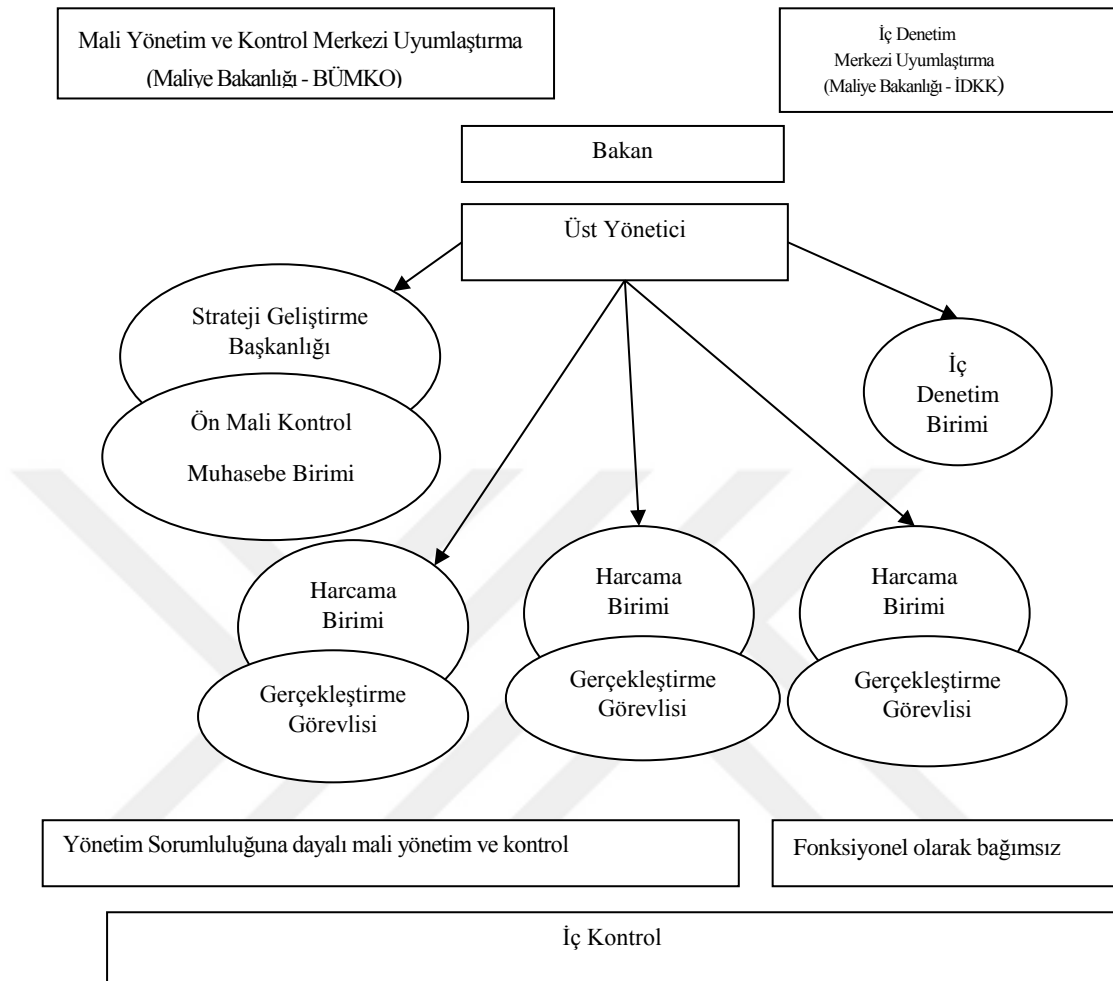 Mali Yönetim ve Kontrol Merkezi Uyumlaştırma
(Maliye Bakanlığı - BÜMKO)
İç Denetim
Merkezi Uyumlaştırma
(Maliye Bakanlığı - İDKK)
Bakan
Üst Yönetici
Strateji Geliştirme
Başkanlığı
Ön Mali Kontrol
Muhasebe Birimi
İç
Denetim
Birimi
Harcama
Birimi
Gerçekleştirme
Görevlisi
Harcama
Birimi
Gerçekleştirme
Görevlisi
Harcama
Birimi
Gerçekleştirme
Görevlisi
Yönetim Sorumluluğuna dayalı mali yönetim ve kontrol
Fonksiyonel olarak bağımsız
İç Kontrol